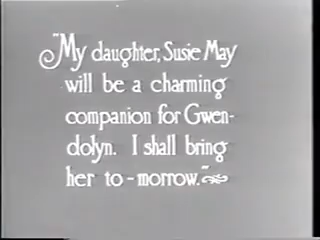 "My daughter, Susie May
will be a charming
companion for Gwen-
dolyn. I shall bring
her to-morrow."